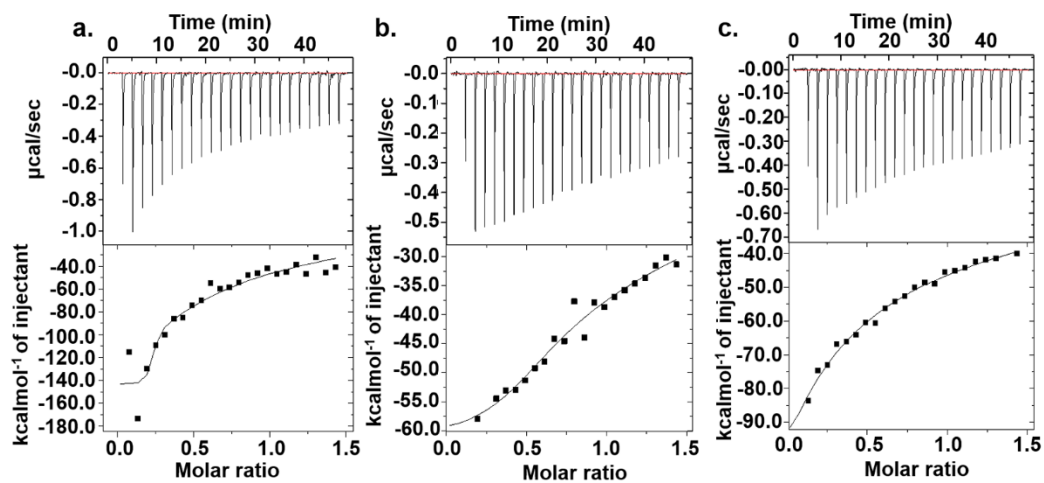 a.
Time (min)
0 10 20 30 40
-0.0
-0.2
-0.4
-0.6
-0.8
-1.0
µcal/sec
-40.0
-60.0
-80.0
-100.0
-120.0
-140.0
-160.0
-180.0
kcalmol⁻¹ of injectant
0.0 0.5 1.0 1.5
Molar ratio
b.
Time (min)
0 10 20 30 40
-0.0
-0.1
-0.2
-0.3
-0.4
-0.5
µcal/sec
-30.0
-35.0
-40.0
-45.0
-50.0
-55.0
-60.0
kcalmol⁻¹ of injectant
0.0 0.5 1.0 1.5
Molar ratio
c.
Time (min)
0 10 20 30 40
-0.00
-0.10
-0.20
-0.30
-0.40
-0.50
-0.60
-0.70
µcal/sec
-40.0
-50.0
-60.0
-70.0
-80.0
-90.0
kcalmol⁻¹ of injectant
0.0 0.5 1.0 1.5
Molar ratio